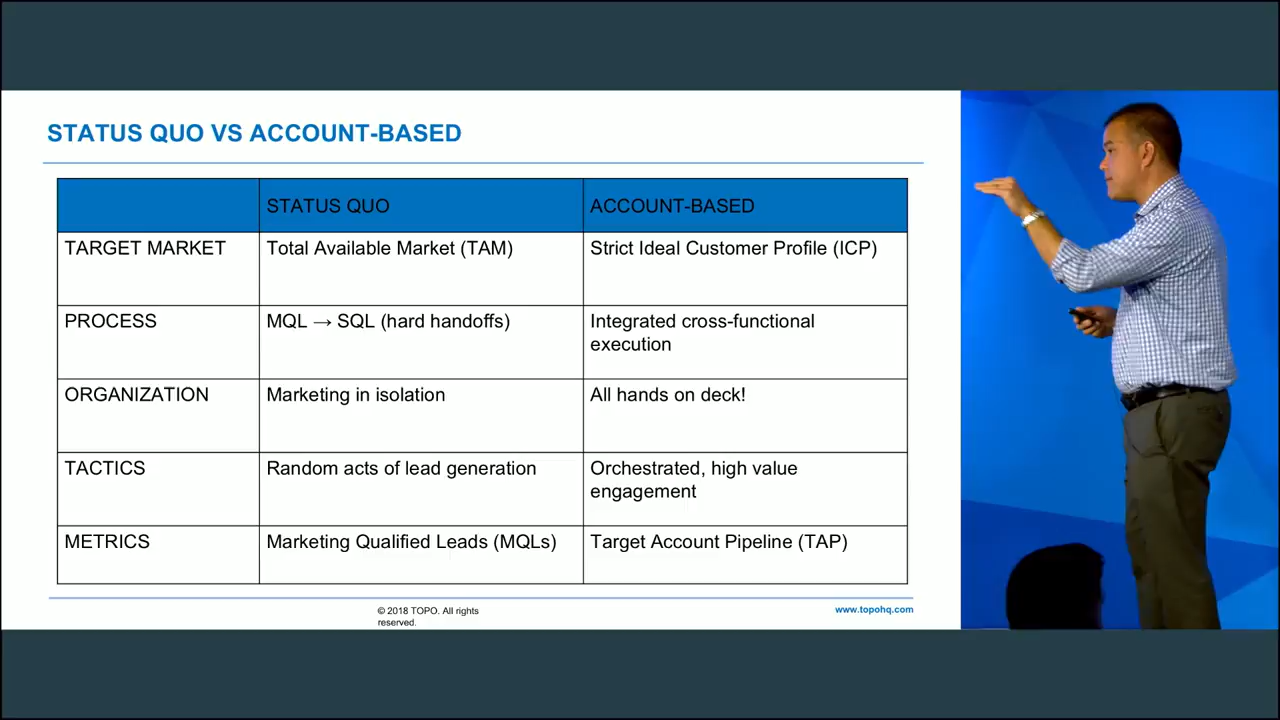 STATUS QUO VS ACCOUNT-BASED
STATUS QUO
ACCOUNT-BASED
TARGET MARKET
Total Available Market (TAM)
Strict Ideal Customer Profile (ICP)
PROCESS
MQL → SQL (hard handoffs)
Integrated cross-functional
execution
ORGANIZATION
Marketing in isolation
All hands on deck!
TACTICS
Random acts of lead generation
Orchestrated, high value
engagement
METRICS
Marketing Qualified Leads (MQLs)
Target Account Pipeline (TAP)
© 2018 TOPO. All rights
reserved.
www.topohq.com